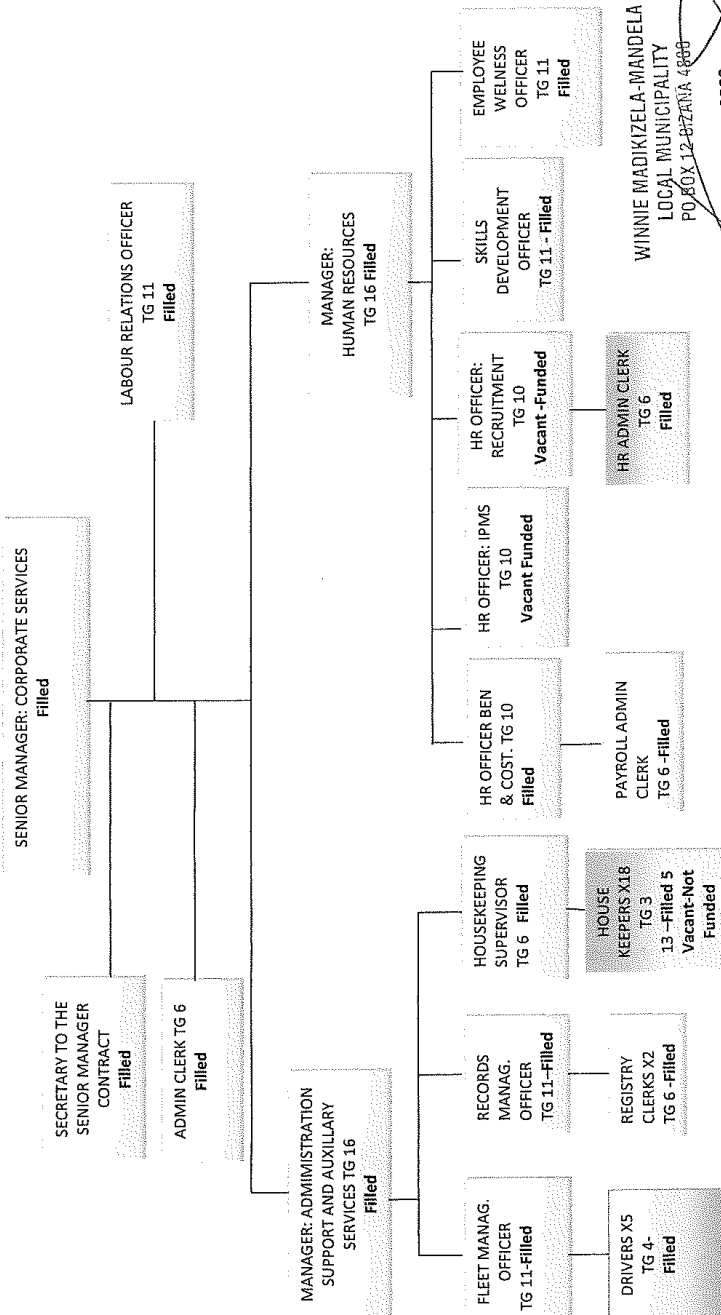 SENIOR MANAGER: CORPORATE SERVICES
Filled
SECRETARY TO THE
SENIOR MANAGER
CONTRACT
Filled
LABOUR RELATIONS OFFICER
TG 11
Filled
ADMIN CLERK TG 6
Filled
MANAGER: ADMIMISTRATION
SUPPORT AND AUXILLARY
SERVICES TG 16
Filled
MANAGER:
HUMAN RESOURCES
TG 16 Filled
FLEET MANAG.
OFFICER
TG 11-Filled
RECORDS
MANAG.
OFFICER
TG 11–Filled
HOUSEKEEPING
SUPERVISOR
TG 6 Filled
HR OFFICER BEN
& COST. TG 10
Filled
HR OFFICER: IPMS
TG 10
Vacant Funded
HR OFFICER:
RECRUITMENT
TG 10
Vacant -Funded
SKILLS
DEVELOPMENT
OFFICER
TG 11 - Filled
EMPLOYEE
WELNESS
OFFICER
TG 11
Filled
DRIVERS X5
TG 4-
Filled
REGISTRY
CLERKS X2
TG 6 -Filled
HOUSE
KEEPERS X18
TG 3
13 –Filled 5
Vacant-Not
Funded
PAYROLL ADMIN
CLERK
TG 6 -Filled
HR ADMIN CLERK
TG 6
Filled
WINNIE MADIKIZELA-MANDELA
LOCAL MUNICIPALITY
PO BOX 12 BIZANA 4800